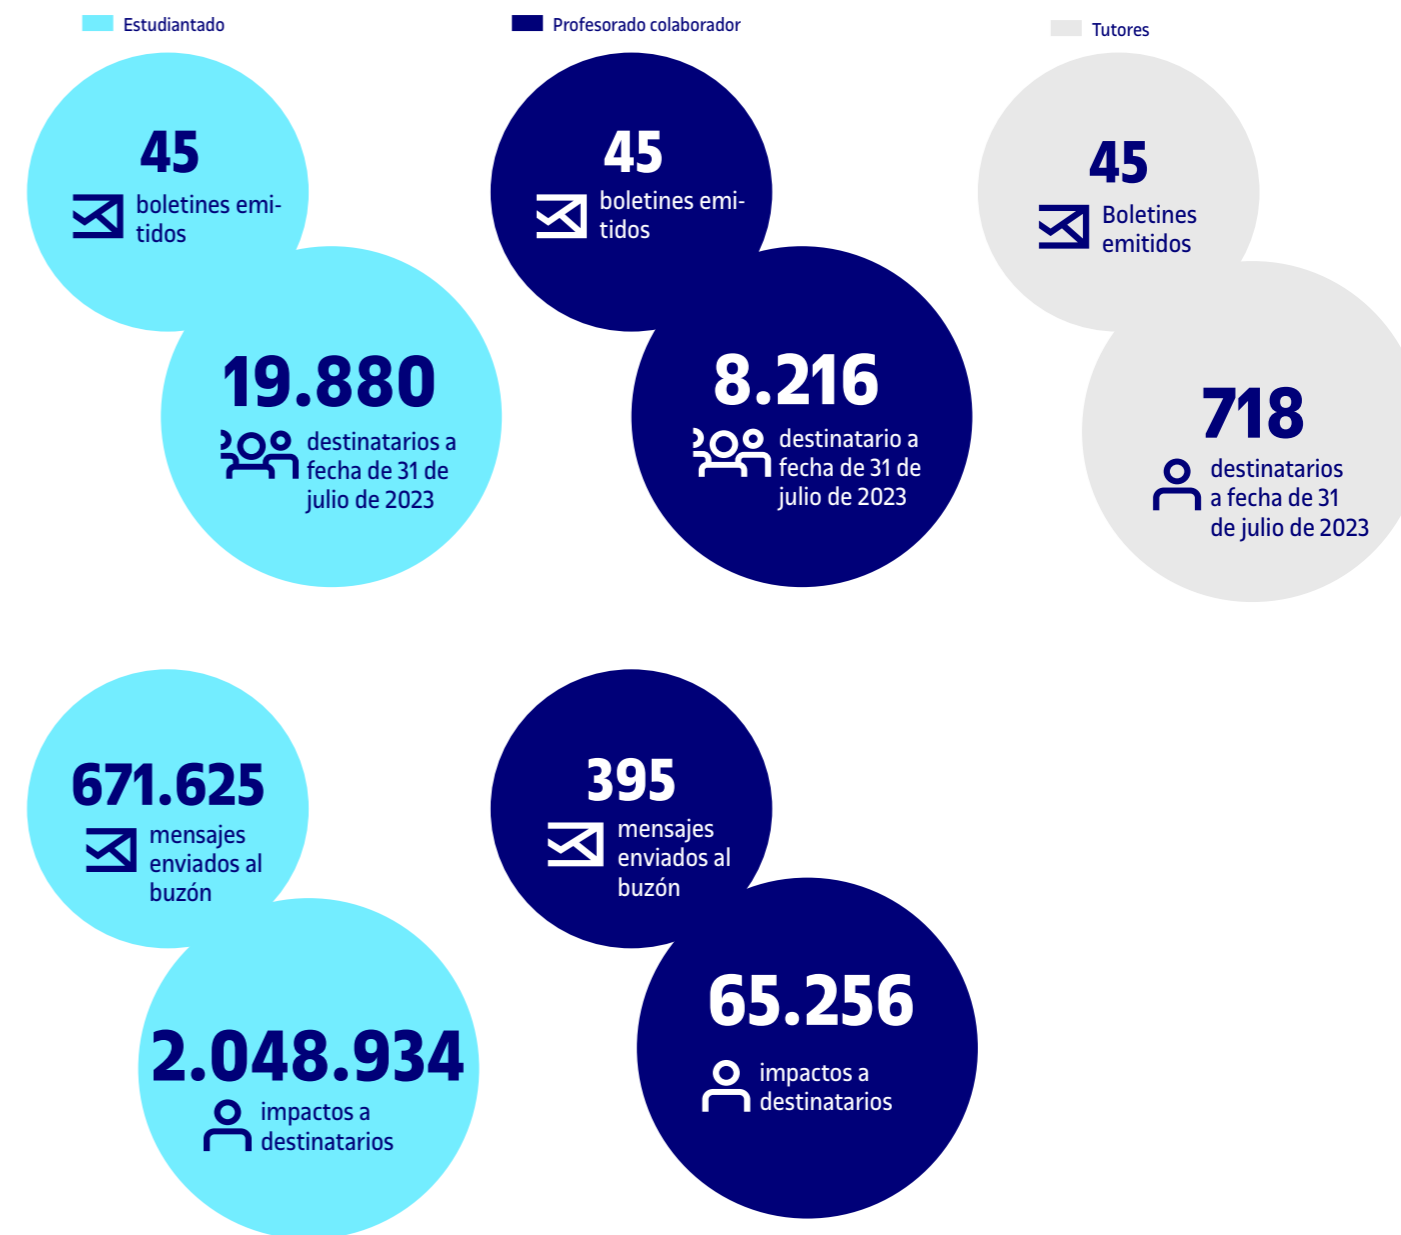 Estudiantado
45
boletines emi-
tidos
19.880
destinatarios a
fecha de 31 de
julio de 2023
Profesorado colaborador
45
boletines emi-
tidos
8.216
destinatario a
fecha de 31 de
julio de 2023
Tutores
45
Boletines
emitidos
718
destinatarios
a fecha de 31
de julio de 2023
671.625
mensajes
enviados al
buzón
2.048.934
impactos a
destinatarios
395
mensajes
enviados al
buzón
65.256
impactos a
destinatarios